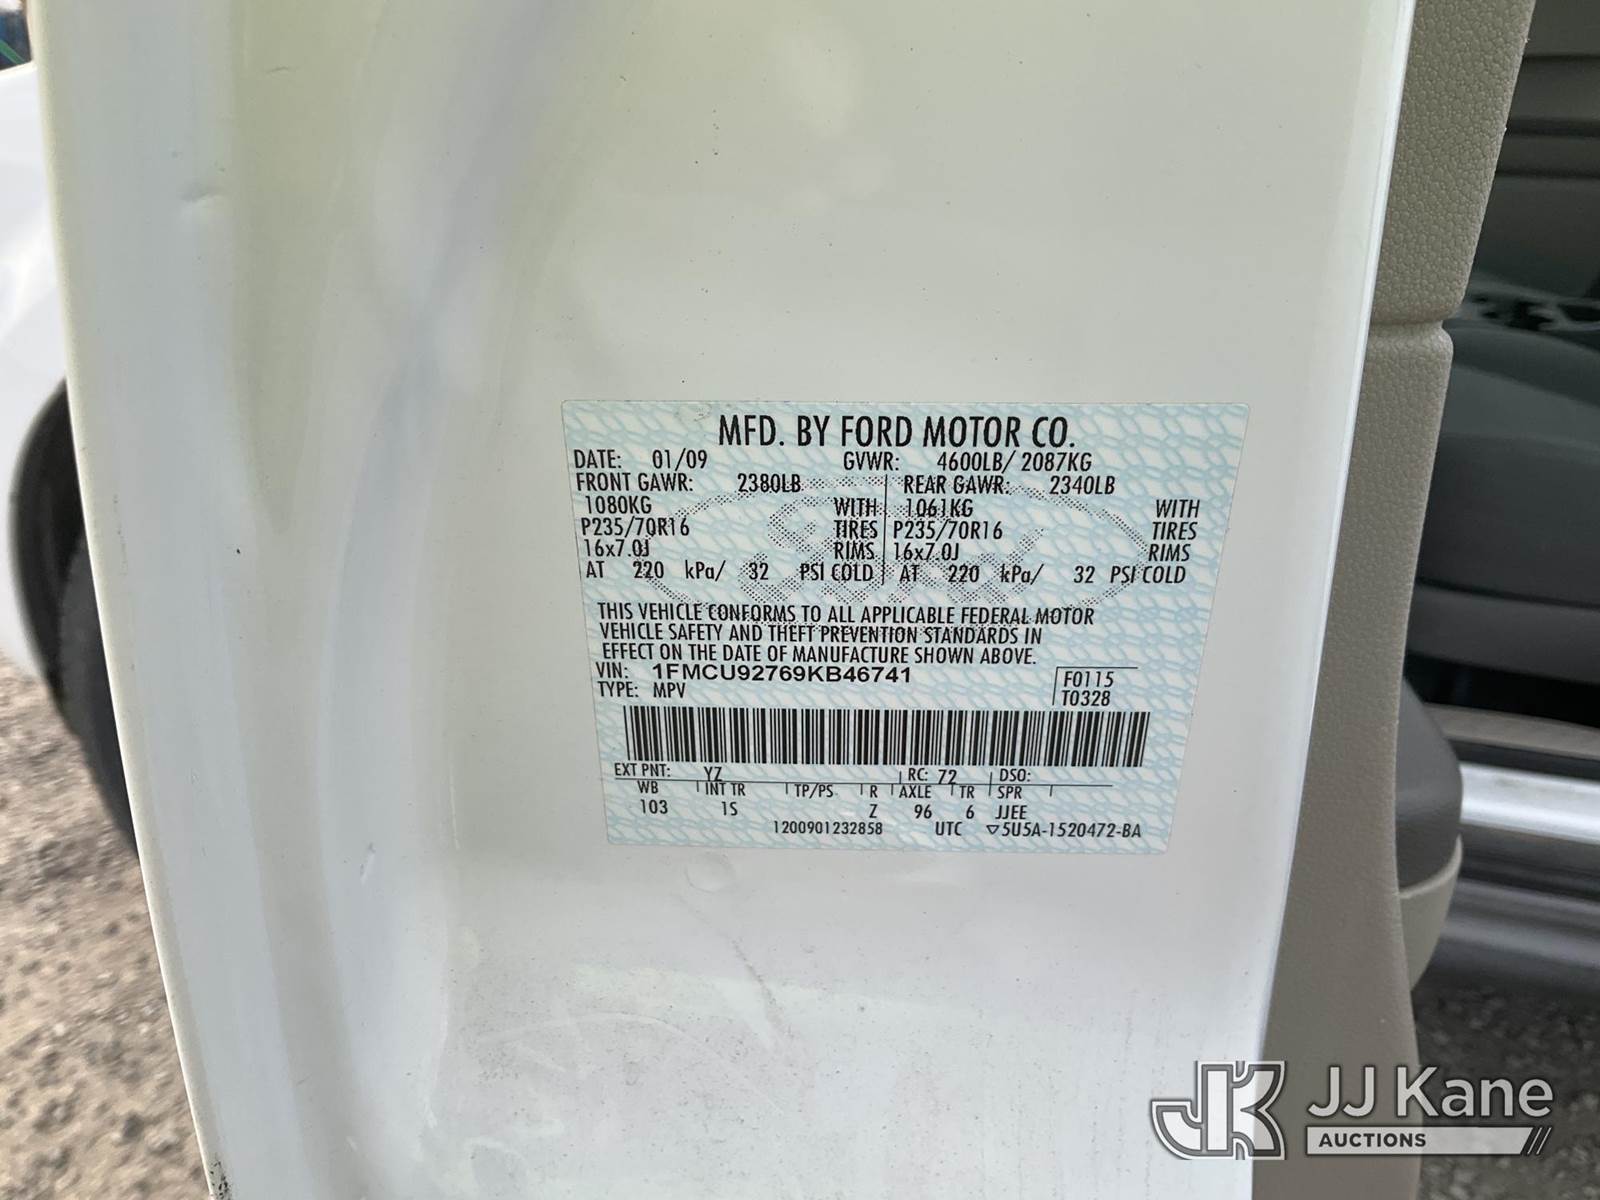 MFD. BY FORD MOTOR CO.
DATE: 01/09 GVWR: 4600LB/ 2087KG
FRONT GAWR: 2380LB REAR GAWR: 2340LB
1080KG WITH 1061KG WITH
P235/70R16 TIRES P235/70R16 TIRES
16x7.0J RIMS 16x7.0J RIMS
AT 220 kPa/ 32 PSI COLD AT 220 kPa/ 32 PSI COLD
THIS VEHICLE CONFORMS TO ALL APPLICABLE FEDERAL MOTOR
VEHICLE SAFETY AND THEFT PREVENTION STANDARDS IN
EFFECT ON THE DATE OF MANUFACTURE SHOWN ABOVE.
VIN: 1FMCU92769KB46741 F0115
TYPE: MPV T0328
EXT PNT: YZ RC: 72 DSO:
WB INT TR TP/PS R AXLE TR SPR
103 1S Z 96 6 JJEE
1200901232858 UTC ▽5U5A-1520472-BA
JK JJ Kane
AUCTIONS